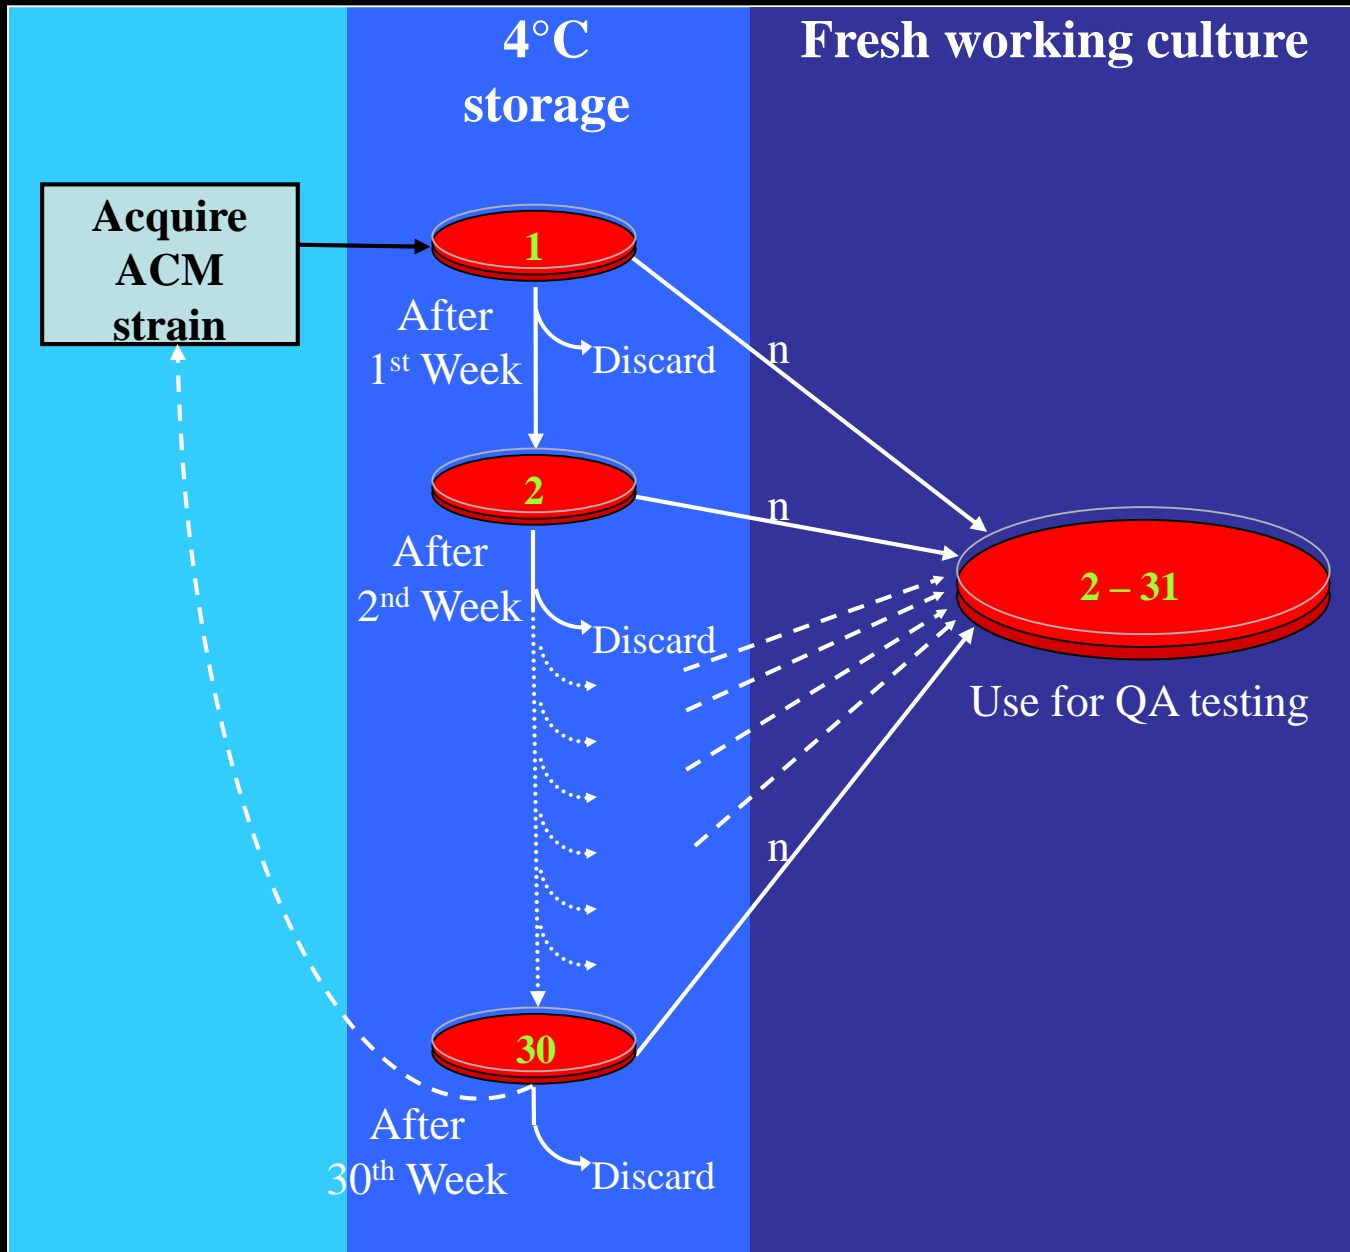 4°C
storage
Fresh working culture
Acquire
ACM
strain
1
After
1st Week
Discard
n
2
n
After
2nd Week
Discard
2 – 31
Use for QA testing
n
30
After
30th Week
Discard